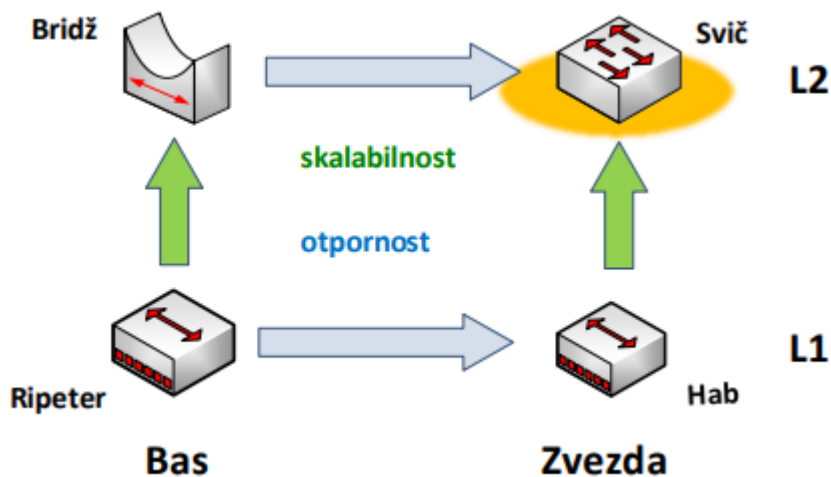 Bridž
Svič
L2
skalabilnost
otpornost
L1
Ripeter
Hab
Bas
Zvezda